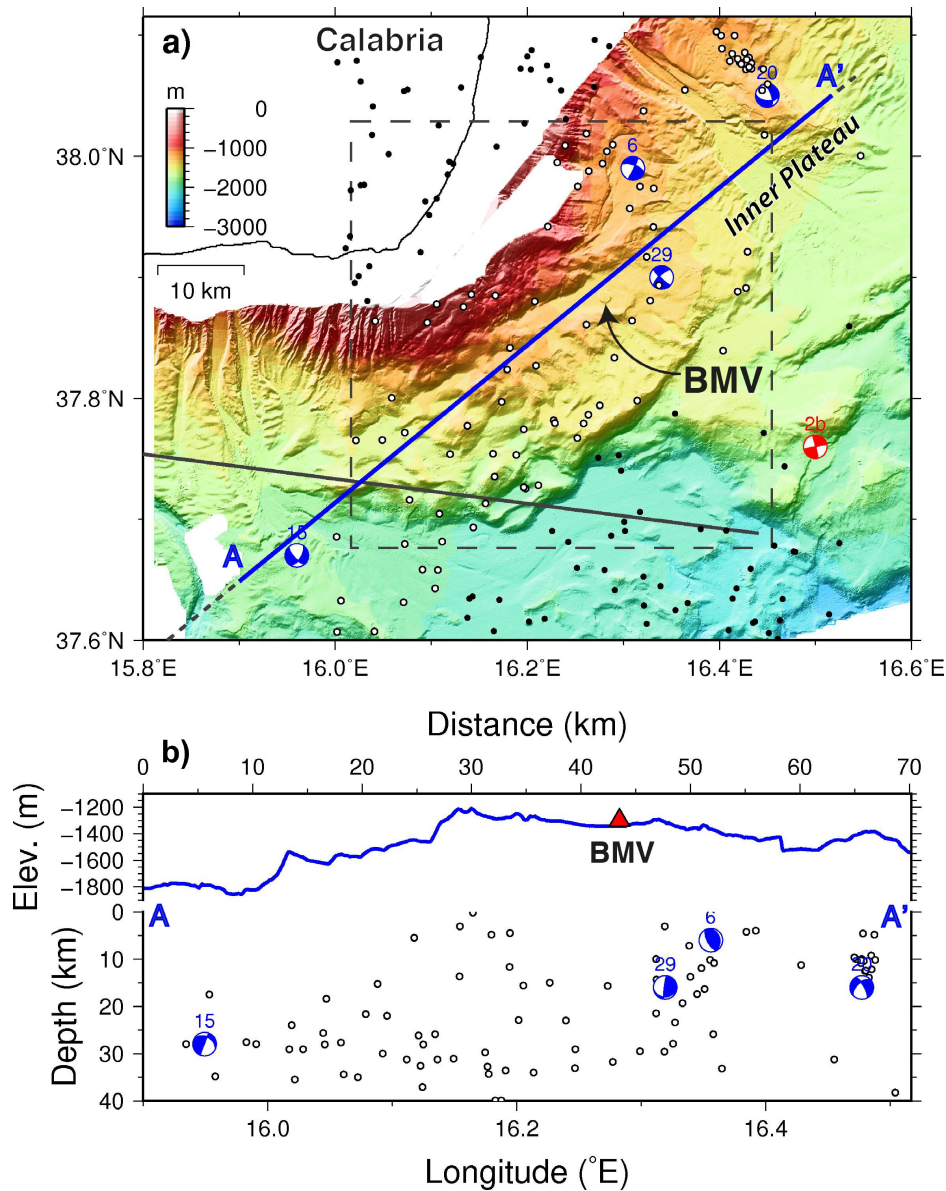 a)
Calabria
m
0
−1000
−2000
−3000
10 km
20
A'
6
Inner Plateau
29
BMV
2b
A
15
38.0˚N
37.8˚N
37.6˚N
15.8˚E
16.0˚E
16.2˚E
16.4˚E
16.6˚E
Distance (km)
b)
0
10
20
30
40
50
60
70
Elev. (m)
−1200
−1400
−1600
−1800
BMV
A
A'
Depth (km)
0
10
20
30
40
6
29
20
15
16.0
16.2
16.4
Longitude (˚E)